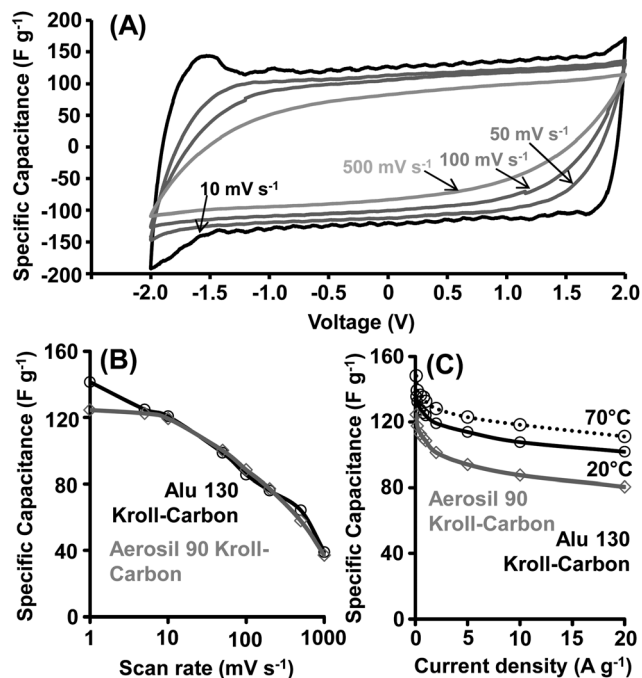 (A)
Specific Capacitance (F g-1)
200
150
100
50
0
-50
-100
-150
-200
10 mV s-1
500 mV s-1
100 mV s-1
50 mV s-1
-2.0 -1.5 -1.0 -0.5 0 0.5 1.0 1.5 2.0
Voltage (V)
(B)
Specific Capacitance (F g-1)
160
120
80
40
0
Alu 130
Kroll-Carbon
Aerosil 90 Kroll-
Carbon
1 10 100 1000
Scan rate (mV s-1)
(C)
Specific Capacitance (F g-1)
160
120
80
40
0
70°C
20°C
Aerosil 90
Kroll-Carbon
Alu 130
Kroll-Carbon
0 5 10 15 20
Current density (A g-1)